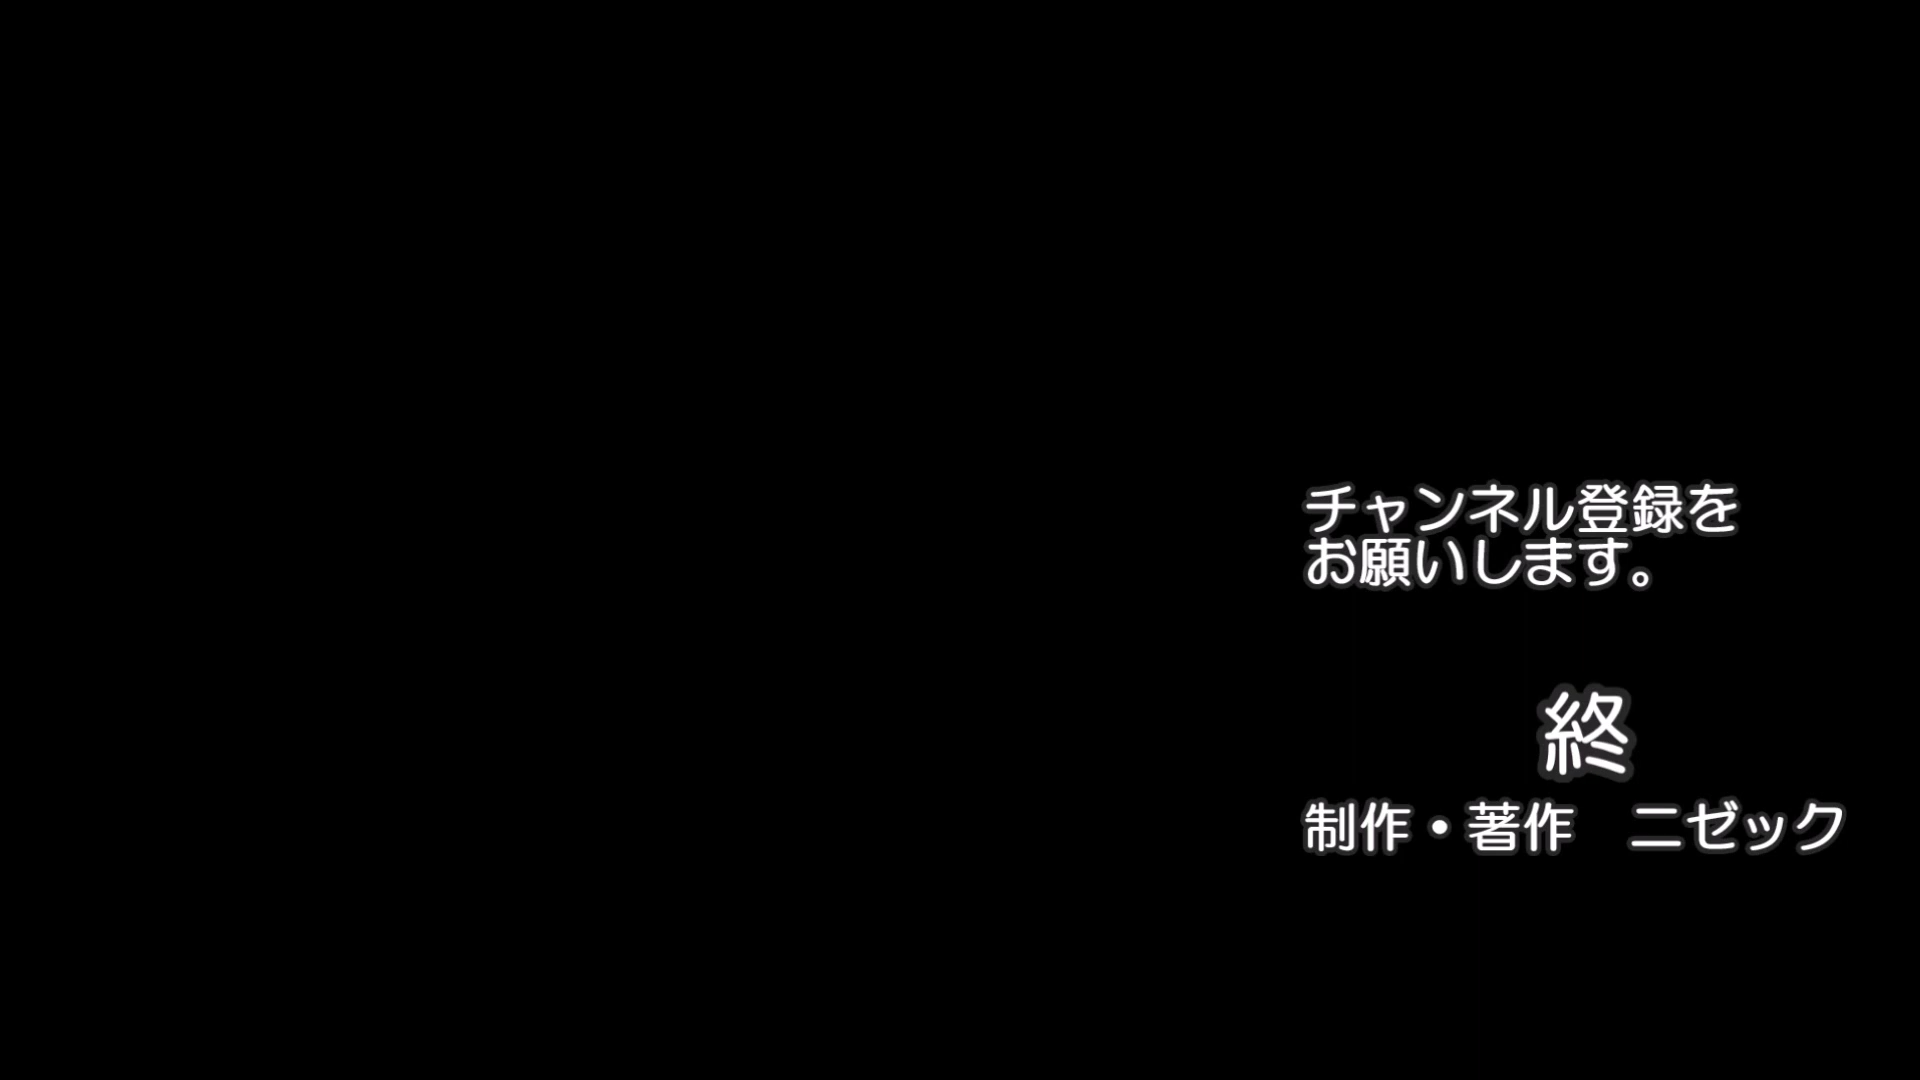 チャンネル登録を
お願いします。
終
制作・著作　ニゼック